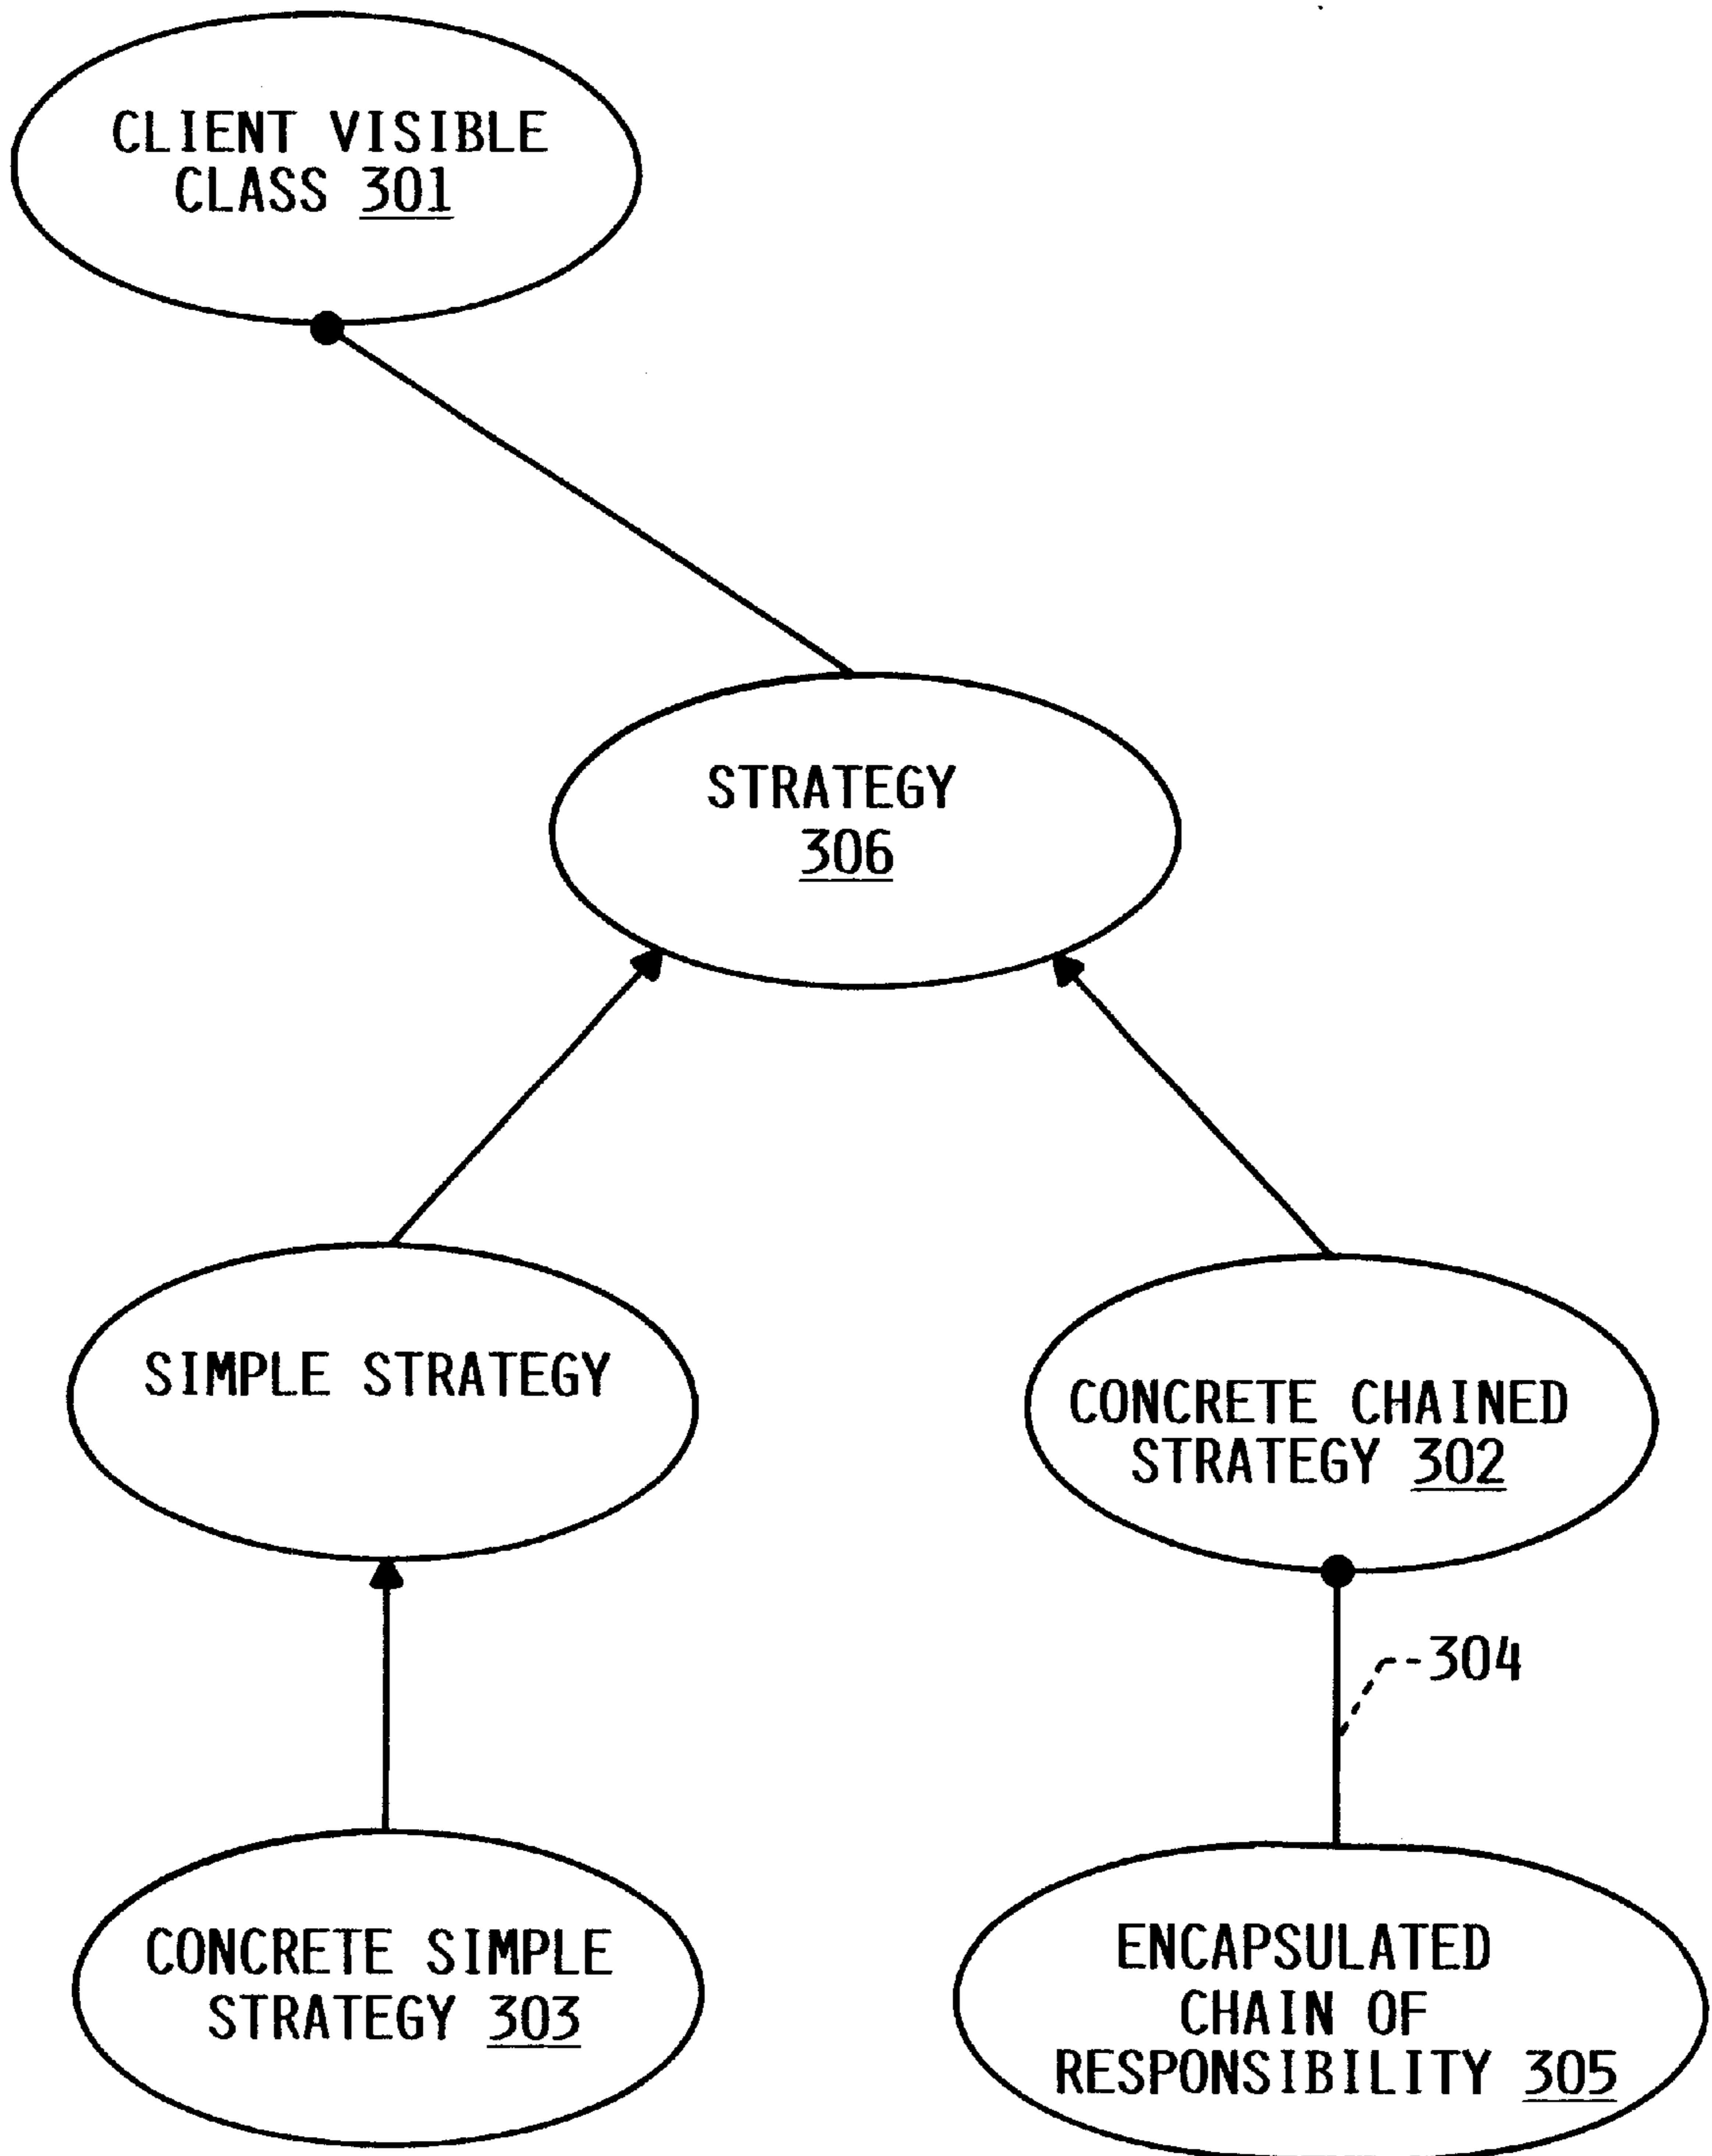 CLIENT VISIBLE
CLASS 301
STRATEGY
306
SIMPLE STRATEGY
CONCRETE CHAINED
STRATEGY 302
304
CONCRETE SIMPLE
STRATEGY 303
ENCAPSULATED
CHAIN OF
RESPONSIBILITY 305